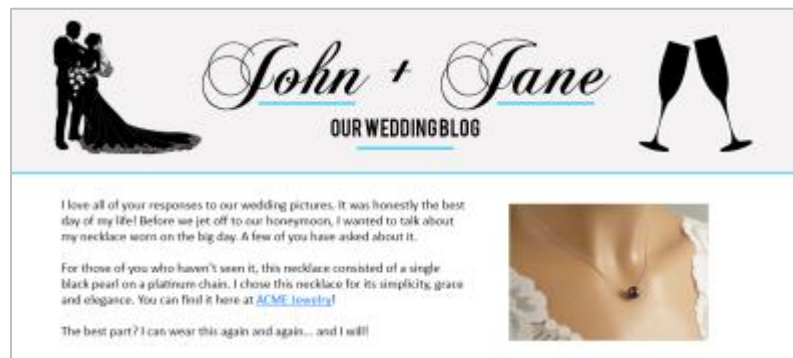 John + Jane
OUR WEDDING BLOG
I love all of your responses to our wedding pictures. It was honestly the best
day of my life! Before we jet off to our honeymoon, I wanted to talk about
my necklace worn on the big day. A few of you have asked about it.
For those of you who haven't seen it, this necklace consisted of a single
black pearl on a platinum chain. I chose this necklace for its simplicity, grace
and elegance. You can find it here at ACME Jewelry!
The best part? I can wear this again and again... and I will!